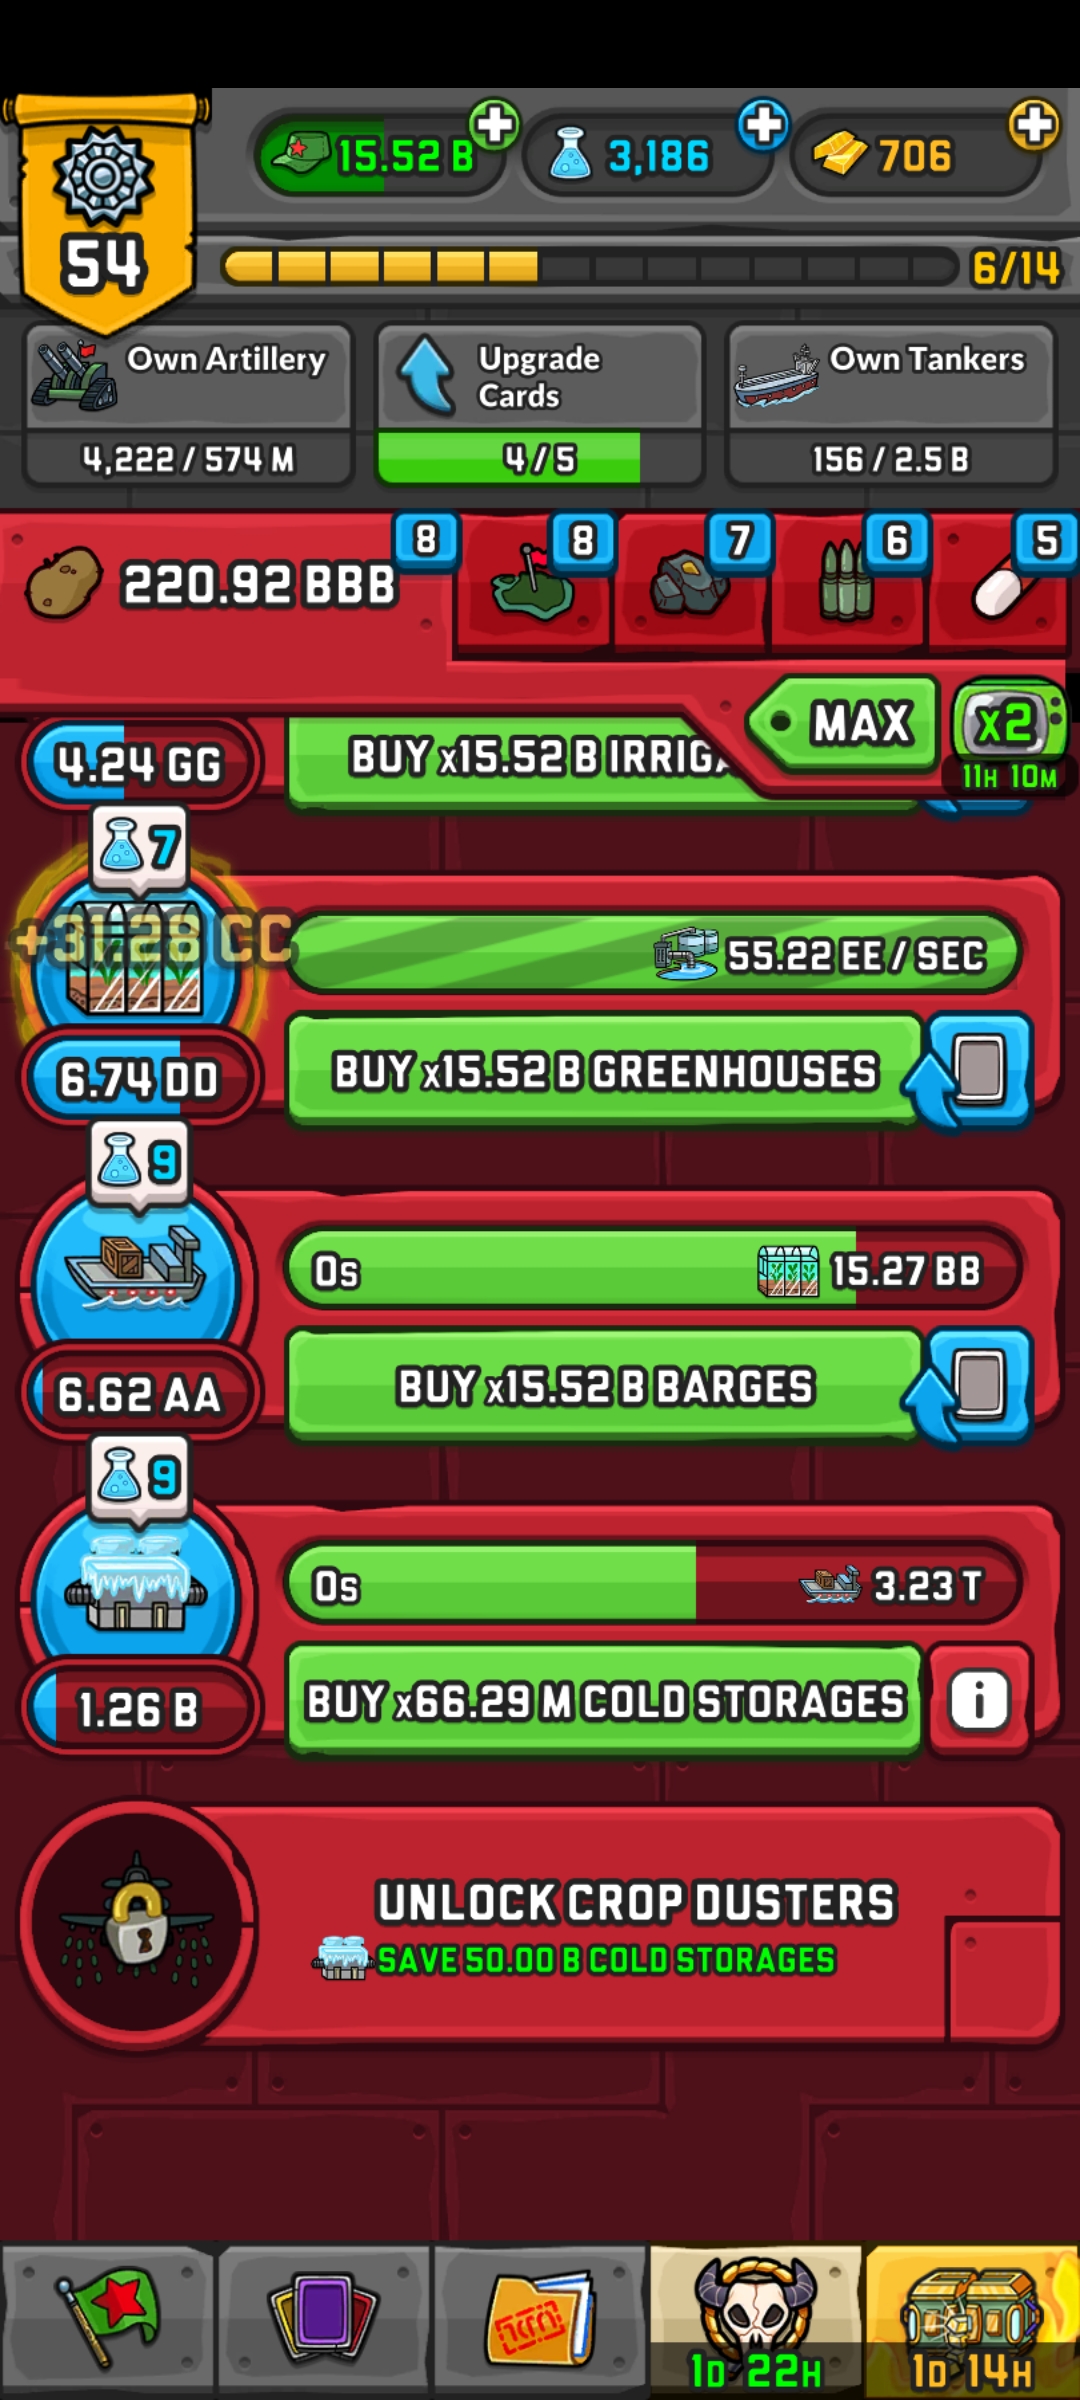 54
15.52 B
3,186
706
6/14
Own Artillery
4,222 / 574 M
Upgrade
Cards
4 / 5
Own Tankers
156 / 2.5 B
220.92 BBB
8
8
7
6
5
MAX
x2
11H 10M
4.24 GG
BUY x15.52 B IRRIGA
7
+31.28 CC
55.22 EE / SEC
6.74 DD
BUY x15.52 B GREENHOUSES
9
0s
15.27 BB
6.62 AA
BUY x15.52 B BARGES
9
0s
3.23 T
1.26 B
BUY x66.29 M COLD STORAGES
i
UNLOCK CROP DUSTERS
SAVE 50.00 B COLD STORAGES
1D 22H
1D 14H